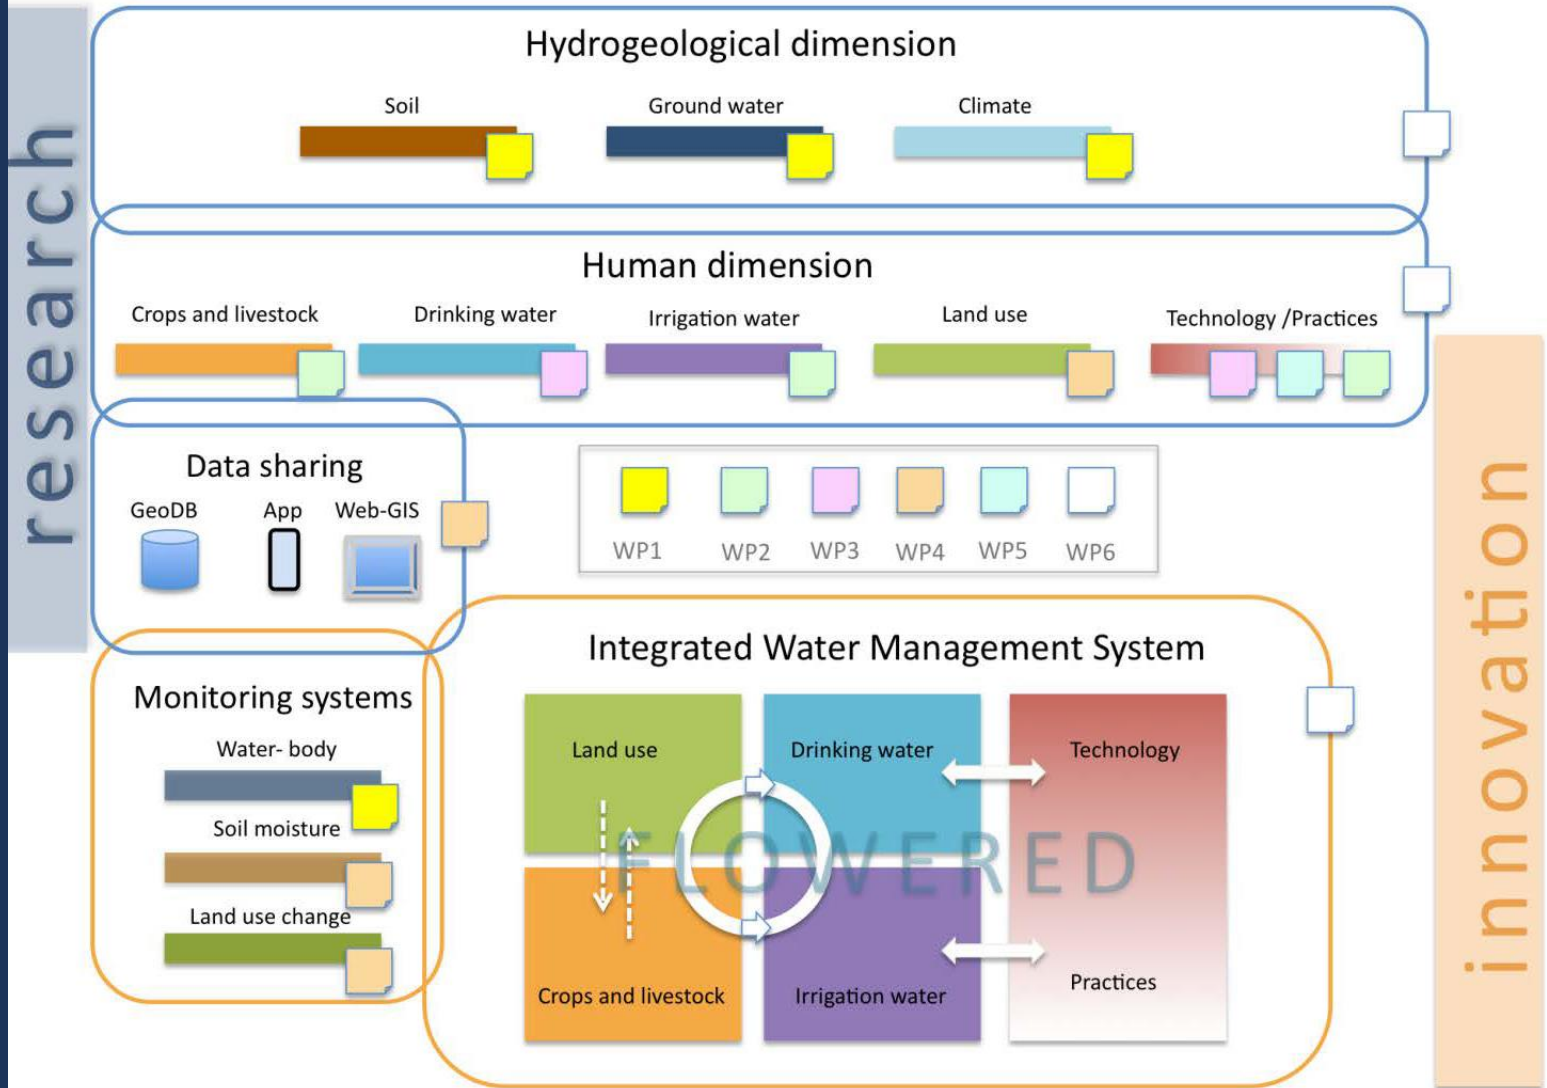 research
Hydrogeological dimension
Soil
Ground water
Climate
Human dimension
Crops and livestock
Drinking water
Irrigation water
Land use
Technology /Practices
Data sharing
GeoDB
App
Web-GIS
WP1
WP2
WP3
WP4
WP5
WP6
innovation
Monitoring systems
Water- body
Soil moisture
Land use change
Integrated Water Management System
Land use
Drinking water
Technology
FLOWERED
Crops and livestock
Irrigation water
Practices